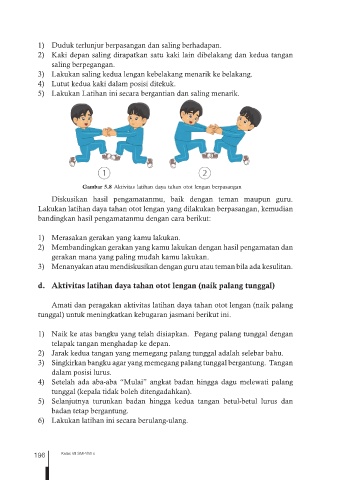 1) Duduk terlunjur berpasangan dan saling berhadapan.
2) Kaki depan saling dirapatkan satu kaki lain dibelakang dan kedua tangan
saling berpegangan.
3) Lakukan saling kedua lengan kebelakang menarik ke belakang.
4) Lutut kedua kaki dalam posisi ditekuk.
5) Lakukan Latihan ini secara bergantian dan saling menarik.
1 2
Gambar 5.8 Aktivitas latihan daya tahan otot lengan berpasangan
Diskusikan hasil pengamatanmu, baik dengan teman maupun guru.
Lakukan latihan daya tahan otot lengan yang dilakukan berpasangan, kemudian
bandingkan hasil pengamatanmu dengan cara berikut:
1) Merasakan gerakan yang kamu lakukan.
2) Membandingkan gerakan yang kamu lakukan dengan hasil pengamatan dan
gerakan mana yang paling mudah kamu lakukan.
3) Menanyakan atau mendiskusikan dengan guru atau teman bila ada kesulitan.
d. Aktivitas latihan daya tahan otot lengan (naik palang tunggal)
Amati dan peragakan aktivitas latihan daya tahan otot lengan (naik palang
tunggal) untuk meningkatkan kebugaran jasmani berikut ini.
1) Naik ke atas bangku yang telah disiapkan. Pegang palang tunggal dengan
telapak tangan menghadap ke depan.
2) Jarak kedua tangan yang memegang palang tunggal adalah selebar bahu.
3) Singkirkan bangku agar yang memegang palang tunggal bergantung. Tangan
dalam posisi lurus.
4) Setelah ada aba-aba “Mulai” angkat badan hingga dagu melewati palang
tunggal (kepala tidak boleh ditengadahkan).
5) Selanjutnya turunkan badan hingga kedua tangan betul-betul lurus dan
badan tetap bergantung.
6) Lakukan latihan ini secara berulang-ulang.
196 Kelas VII SMP/MTs